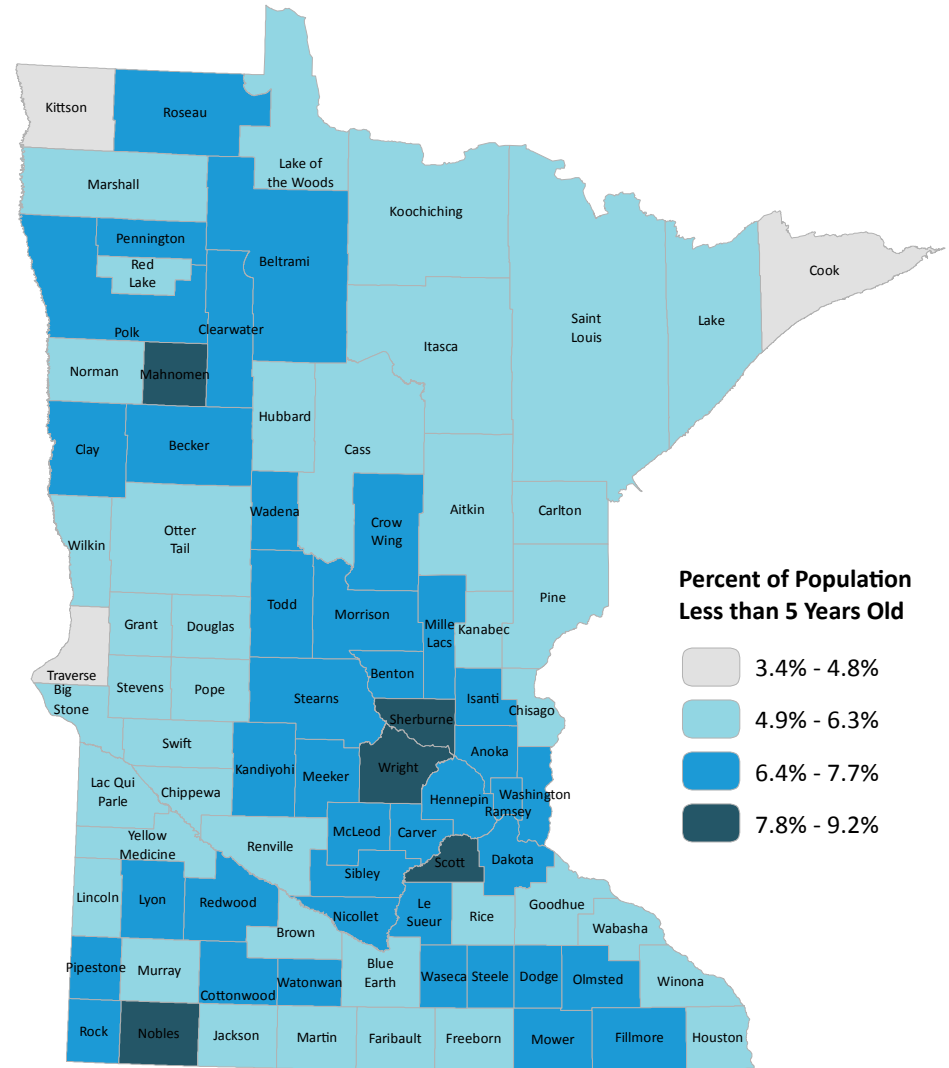 Kittson
Roseau
Lake of
the Woods
Marshall
Koochiching
Pennington
Red
Lake
Beltrami
Cook
Polk
Clearwater
Saint
Louis
Lake
Itasca
Norman
Mahnomen
Hubbard
Cass
Clay
Becker
Wadena
Aitkin
Carlton
Crow
Wing
Otter
Tail
Wilkin
Pine
Todd
Morrison
Mille
Lacs
Kanabec
Grant
Douglas
Traverse
Big
Stone
Stevens
Pope
Stearns
Benton
Isanti
Chisago
Sherburne
Swift
Anoka
Kandiyohi
Meeker
Wright
Lac Qui
Parle
Chippewa
Hennepin
Washington
Ramsey
McLeod
Carver
Yellow
Medicine
Renville
Scott
Dakota
Sibley
Lincoln
Lyon
Redwood
Nicollet
Le
Sueur
Rice
Goodhue
Brown
Wabasha
Pipestone
Murray
Cottonwood
Watonwan
Blue
Earth
Waseca
Steele
Dodge
Olmsted
Winona
Rock
Nobles
Jackson
Martin
Faribault
Freeborn
Mower
Fillmore
Houston
Percent of Population
Less than 5 Years Old
3.4% - 4.8%
4.9% - 6.3%
6.4% - 7.7%
7.8% - 9.2%